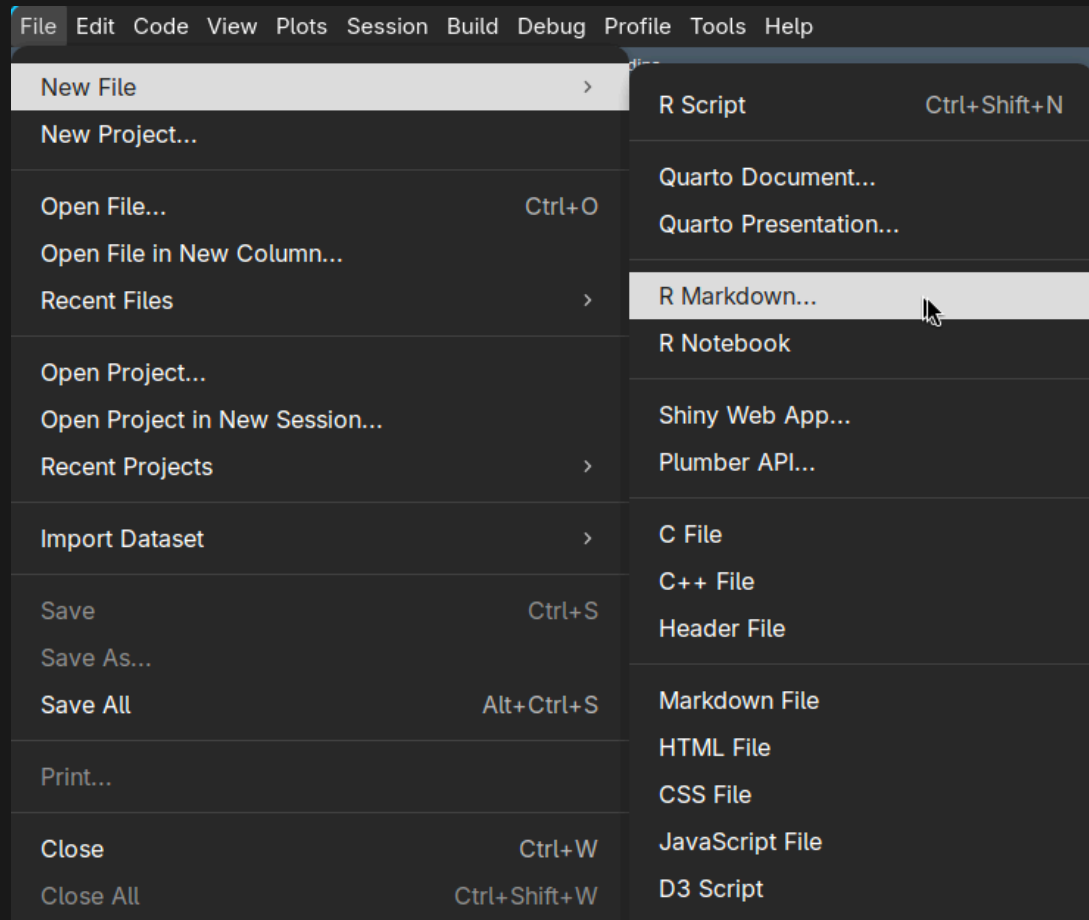 File Edit Code View Plots Session Build Debug Profile Tools Help
New File
New Project...
Open File... Ctrl+O
Open File in New Column...
Recent Files
Open Project...
Open Project in New Session...
Recent Projects
Import Dataset
Save Ctrl+S
Save As...
Save All Alt+Ctrl+S
Print...
Close Ctrl+W
Close All Ctrl+Shift+W
R Script Ctrl+Shift+N
Quarto Document...
Quarto Presentation...
R Markdown...
R Notebook
Shiny Web App...
Plumber API...
C File
C++ File
Header File
Markdown File
HTML File
CSS File
JavaScript File
D3 Script